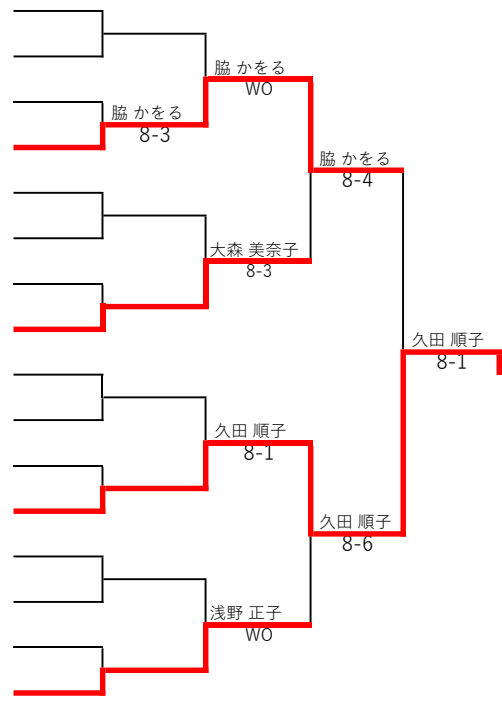 脇 かをる
WO
脇 かをる
8-3
脇 かをる
8-4
大森 美奈子
8-3
久田 順子
8-1
久田 順子
8-1
久田 順子
8-6
浅野 正子
WO